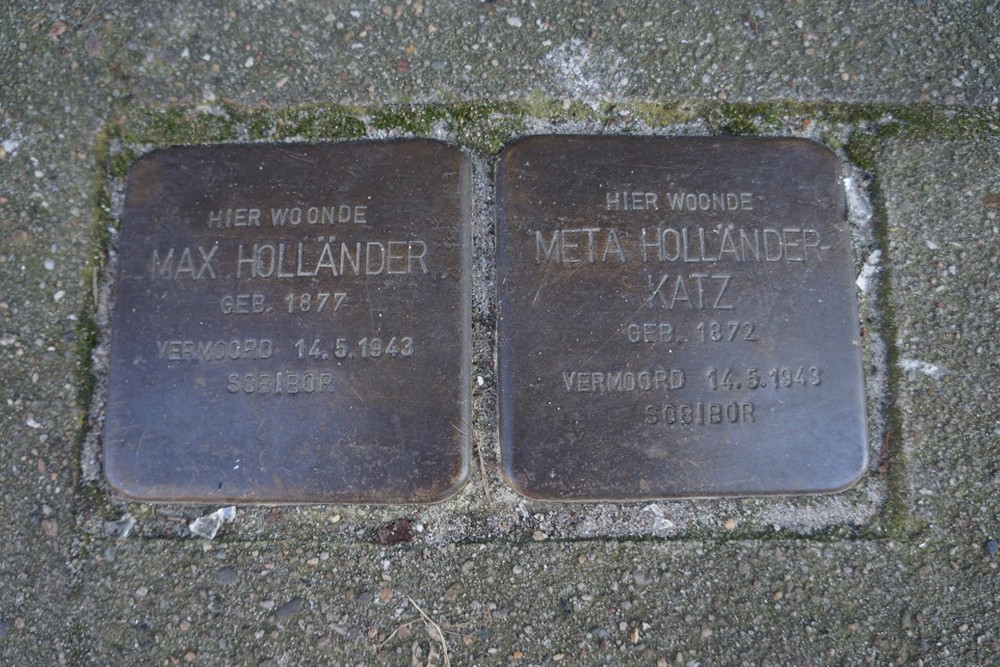 HIER WOONDE
MAX HOLLÄNDER
GEB. 1877
VERMOORD 14.5.1943
SOBIBOR
HIER WOONDE
META HOLLÄNDER-
KATZ
GEB. 1872
VERMOORD 14.5.1943
SOBIBOR